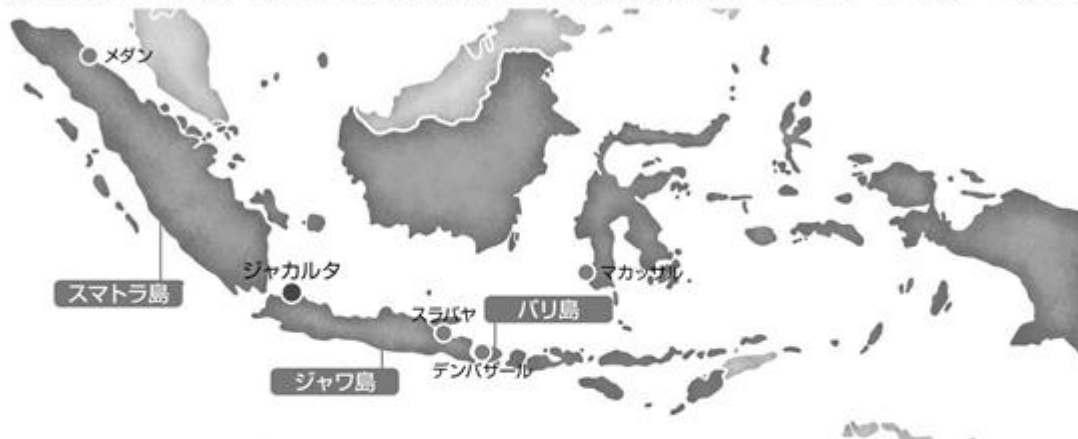 メダン
ジャカルタ
マカッサル
スマトラ島
スラバヤ
バリ島
デンパザール
ジャワ島